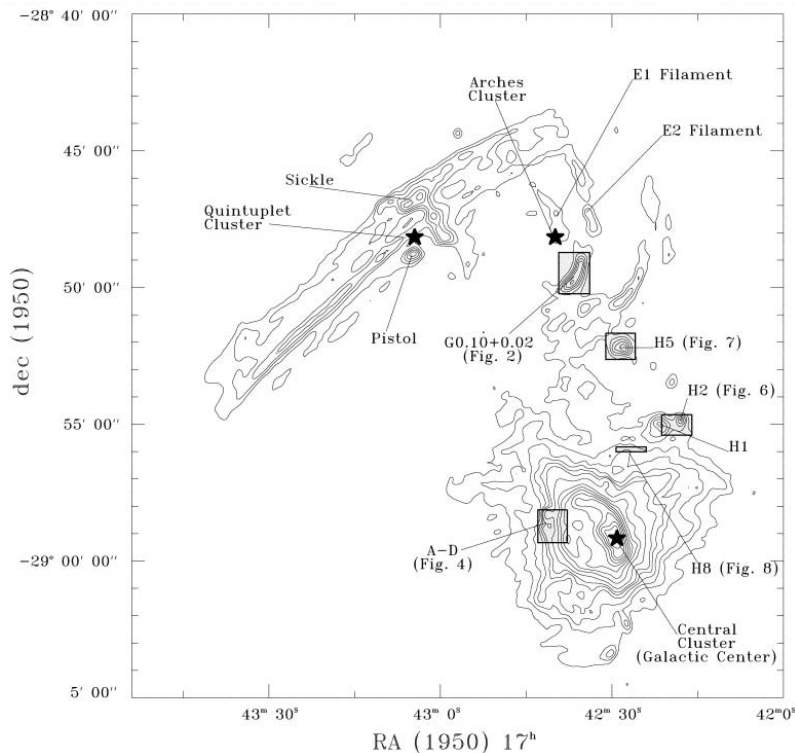 −28° 40' 00''
Arches
Cluster
E1 Filament
E2 Filament
45' 00''
Sickle
Quintuplet
Cluster
50' 00''
Pistol
G0.10+0.02
(Fig. 2)
H5 (Fig. 7)
H2 (Fig. 6)
55' 00''
H1
A−D
(Fig. 4)
−29° 00' 00''
H8 (Fig. 8)
Central
Cluster
(Galactic Center)
5' 00''
43ᵐ 30ˢ
43ᵐ 0ˢ
42ᵐ 30ˢ
42ᵐ 0ˢ
RA (1950) 17ʰ
dec (1950)